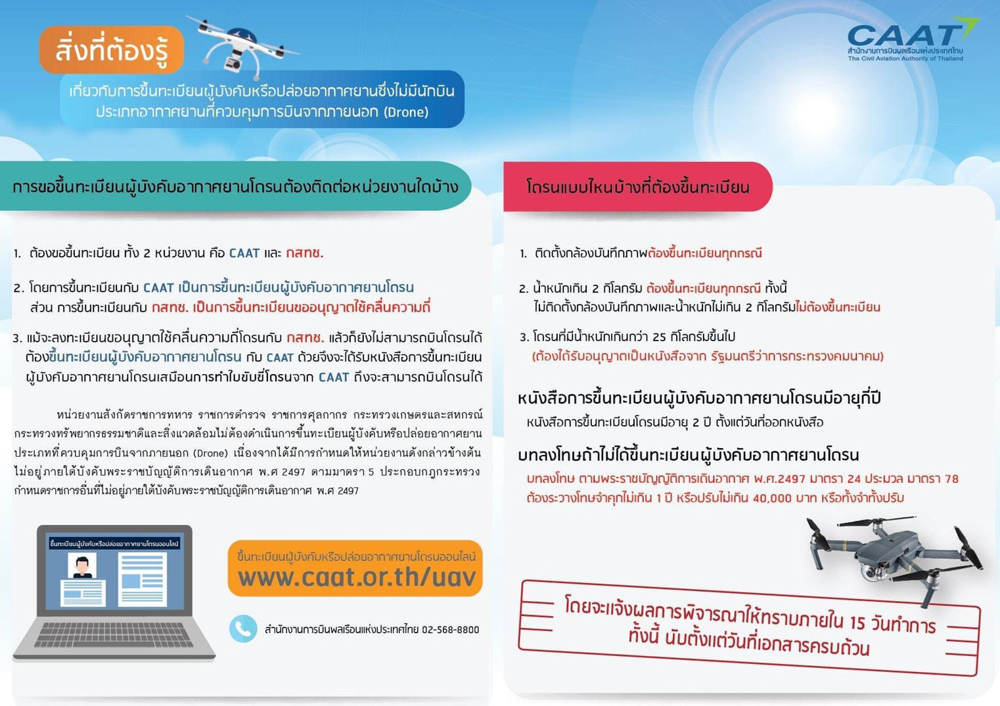 สิ่งที่ต้องรู้
เกี่ยวกับการขึ้นทะเบียนผู้บังคับหรือปล่อยอากาศยานซึ่งไม่มีนักบิน
ประเภทอากาศยานที่ควบคุมการบินจากภายนอก (Drone)
CAAT
สำนักงานการบินพลเรือนแห่งประเทศไทย
The Civil Aviation Authority of Thailand
การขอขึ้นทะเบียนผู้บังคับอากาศยานโดรนต้องติดต่อหน่วยงานใดบ้าง
1. ต้องขอขึ้นทะเบียน ทั้ง 2 หน่วยงาน คือ CAAT และ กสทช.
2. โดยการขึ้นทะเบียนกับ CAAT เป็นการขึ้นทะเบียนผู้บังคับอากาศยานโดรน
ส่วน การขึ้นทะเบียนกับ กสทช. เป็นการขึ้นทะเบียนขออนุญาตใช้คลื่นความถี่
3. แม้จะลงทะเบียนขอนุญาตใช้คลื่นความถี่โดรนกับ กสทช. แล้วก็ยังไม่สามารถบินโดรนได้
ต้องขึ้นทะเบียนผู้บังคับอากาศยานโดรน กับ CAAT ด้วยจึงจะได้รับหนังสือการขึ้นทะเบียน
ผู้บังคับอากาศยานโดรนเสมือนการทำใบขับขี่โดรนจาก CAAT ถึงจะสามารถบินโดรนได้
หน่วยงานสังกัดราชการทหาร ราชการตำรวจ ราชการศุลกากร กระทรวงเกษตรและสหกรณ์
กระทรวงทรัพยากรธรรมชาติและสิ่งแวดล้อมไม่ต้องดำเนินการขึ้นทะเบียนผู้บังคับหรือปล่อยอากาศยาน
ประเภทที่ควบคุมการบินจากภายนอก (Drone) เนื่องจากได้มีการกำหนดให้หน่วยงานดังกล่าวข้างต้น
ไม่อยู่ภายใต้บังคับพระราชบัญญัติการเดินอากาศ พ.ศ 2497 ตามมาตรา 5 ประกอบกฎกระทรวง
กำหนดราชการอื่นที่ไม่อยู่ภายใต้บังคับพระราชบัญญัติการเดินอากาศ พ.ศ 2497
ขึ้นทะเบียนผู้บังคับหรือปล่อยอากาศยานโดรนออนไลน์
ขึ้นทะเบียนผู้บังคับหรือปล่อยอากาศยานโดรนออนไลน์
www.caat.or.th/uav
สำนักงานการบินพลเรือนแห่งประเทศไทย 02-568-8800
โดรนแบบไหนบ้างที่ต้องขึ้นทะเบียน
1. ติดตั้งกล้องบันทึกภาพต้องขึ้นทะเบียนทุกกรณี
2. น้ำหนักเกิน 2 กิโลกรัม ต้องขึ้นทะเบียนทุกกรณี ทั้งนี้
ไม่ติดตั้งกล้องบันทึกภาพและน้ำหนักไม่เกิน 2 กิโลกรัมไม่ต้องขึ้นทะเบียน
3. โดรนที่มีน้ำหนักเกินกว่า 25 กิโลกรัมขึ้นไป
(ต้องได้รับอนุญาตเป็นหนังสือจาก รัฐมนตรีว่าการกระทรวงคมนาคม)
หนังสือการขึ้นทะเบียนผู้บังคับอากาศยานโดรนมีอายุกี่ปี
หนังสือการขึ้นทะเบียนโดรนมีอายุ 2 ปี ตั้งแต่วันที่ออกหนังสือ
บทลงโทษถ้าไม่ได้ขึ้นทะเบียนผู้บังคับอากาศยานโดรน
บทลงโทษ ตามพระราชบัญญัติการเดินอากาศ พ.ศ.2497 มาตรา 24 ประมวล มาตรา 78
ต้องระวางโทษจำคุกไม่เกิน 1 ปี หรือปรับไม่เกิน 40,000 บาท หรือทั้งจำทั้งปรับ
โดยจะแจ้งผลการพิจารณาให้ทราบภายใน 15 วันทำการ
ทั้งนี้ นับตั้งแต่วันที่เอกสารครบถ้วน